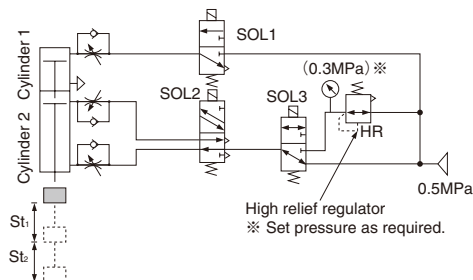 Cylinder 1
Cylinder 2
SOL1
SOL2
SOL3
(0.3MPa) ※
HR
0.5MPa
High relief regulator
※ Set pressure as required.
St1
St2